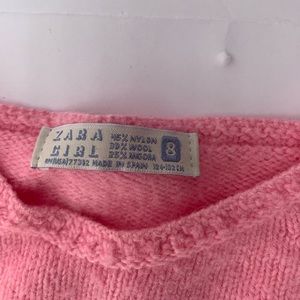 ZARA 45% NYLON
GIRL 30% WOOL 8
25% ANGORA
MADE IN SPAIN